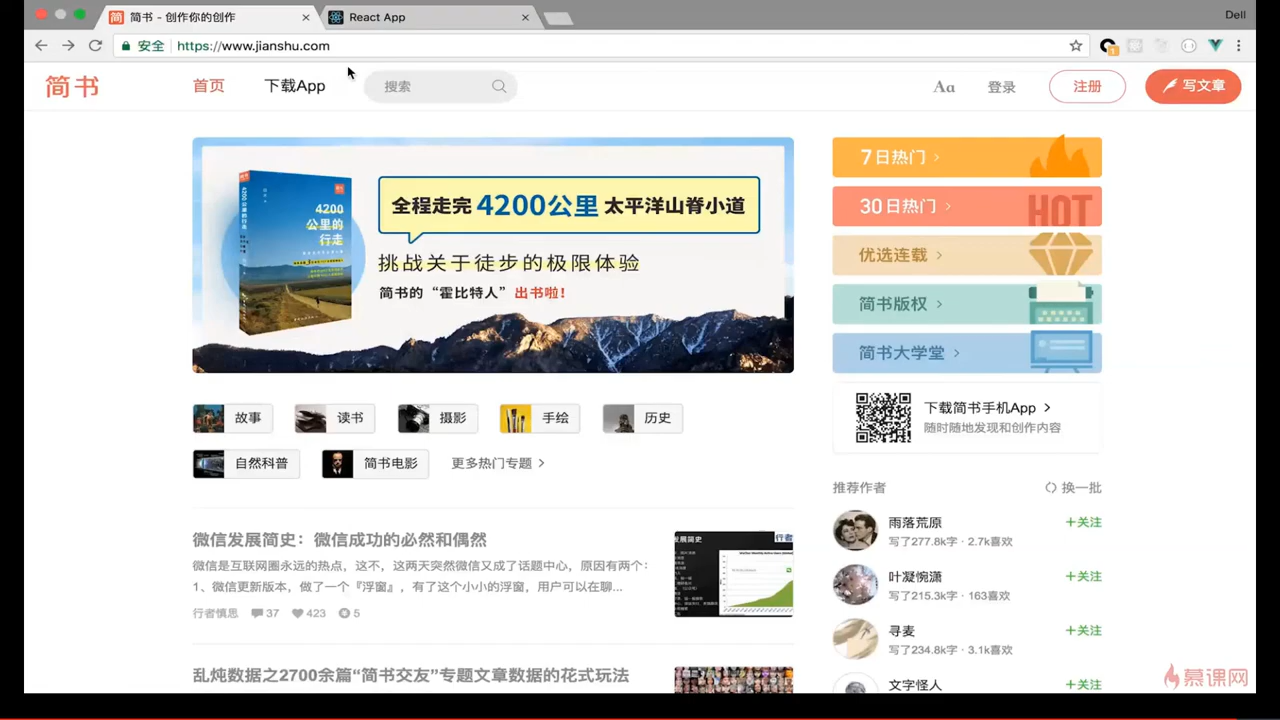 简书 - 创作你的创作
React App
Dell
安全
https://www.jianshu.com
简书
首页
下载App
搜索
Aa
登录
注册
写文章
4200
公里的
行走
全程走完 4200公里 太平洋山脊小道
挑战关于徒步的极限体验
简书的“霍比特人”出书啦！
7日热门
30日热门
HOT
优选连载
简书版权
简书大学堂
下载简书手机App
随时随地发现和创作内容
故事
读书
摄影
手绘
历史
自然科普
简书电影
更多热门专题
推荐作者
换一批
雨落荒原
+关注
写了277.8k字 · 2.7k喜欢
叶凝惋潇
+关注
写了215.3k字 · 163喜欢
寻麦
+关注
写了234.8k字 · 3.1k喜欢
文字怪人
+关注
微信发展简史：微信成功的必然和偶然
微信是互联网圈永远的热点，这不，这两天突然微信又成了话题中心，原因有两个：
1、微信更新版本，做了一个『浮窗』，有了这个小小的浮窗，用户可以在聊...
行者慎思 37 423 5
发展简史
行者
乱炖数据之2700余篇“简书交友”专题文章数据的花式玩法
慕课网